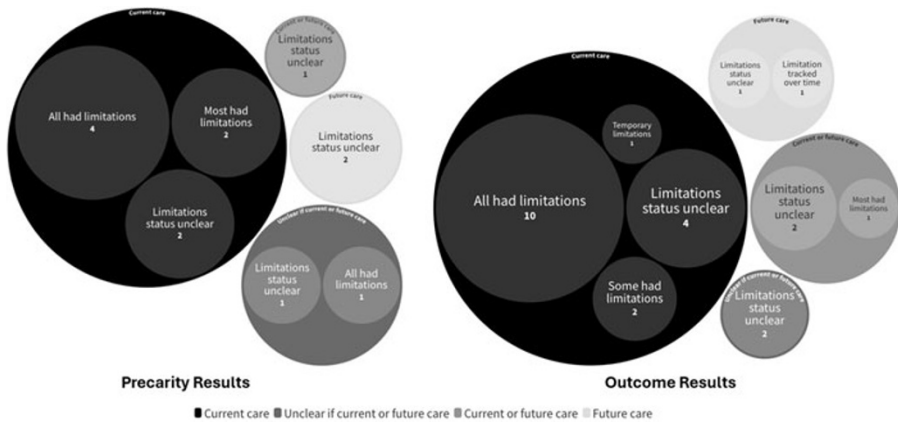 Current care
All had limitations
4
Most had
limitations
2
Limitations
status unclear
2
Current or future care
Limitations
status
unclear
1
Future care
Limitations
status unclear
2
Unclear if current or future care
Limitations
status
unclear
1
All had
limitations
1
Precarity Results
Current care
All had limitations
10
Temporary
limitations
1
Limitations
status unclear
4
Some had
limitations
2
Future care
Limitations
status unclear
1
Limitation
tracked
over time
1
Current or future care
Limitations
status
unclear
2
Most had
limitations
1
Unclear if current or future care
Limitations
status
unclear
2
Outcome Results
Current care Unclear if current or future care Current or future care Future care